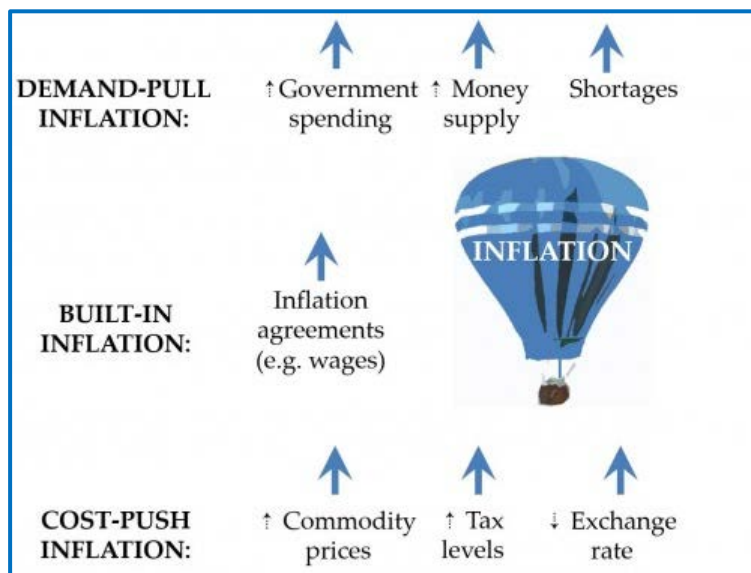 DEMAND-PULL INFLATION:
↑ Government spending
↑ Money supply
Shortages
INFLATION
BUILT-IN INFLATION:
Inflation agreements (e.g. wages)
COST-PUSH INFLATION:
↑ Commodity prices
↑ Tax levels
↓ Exchange rate